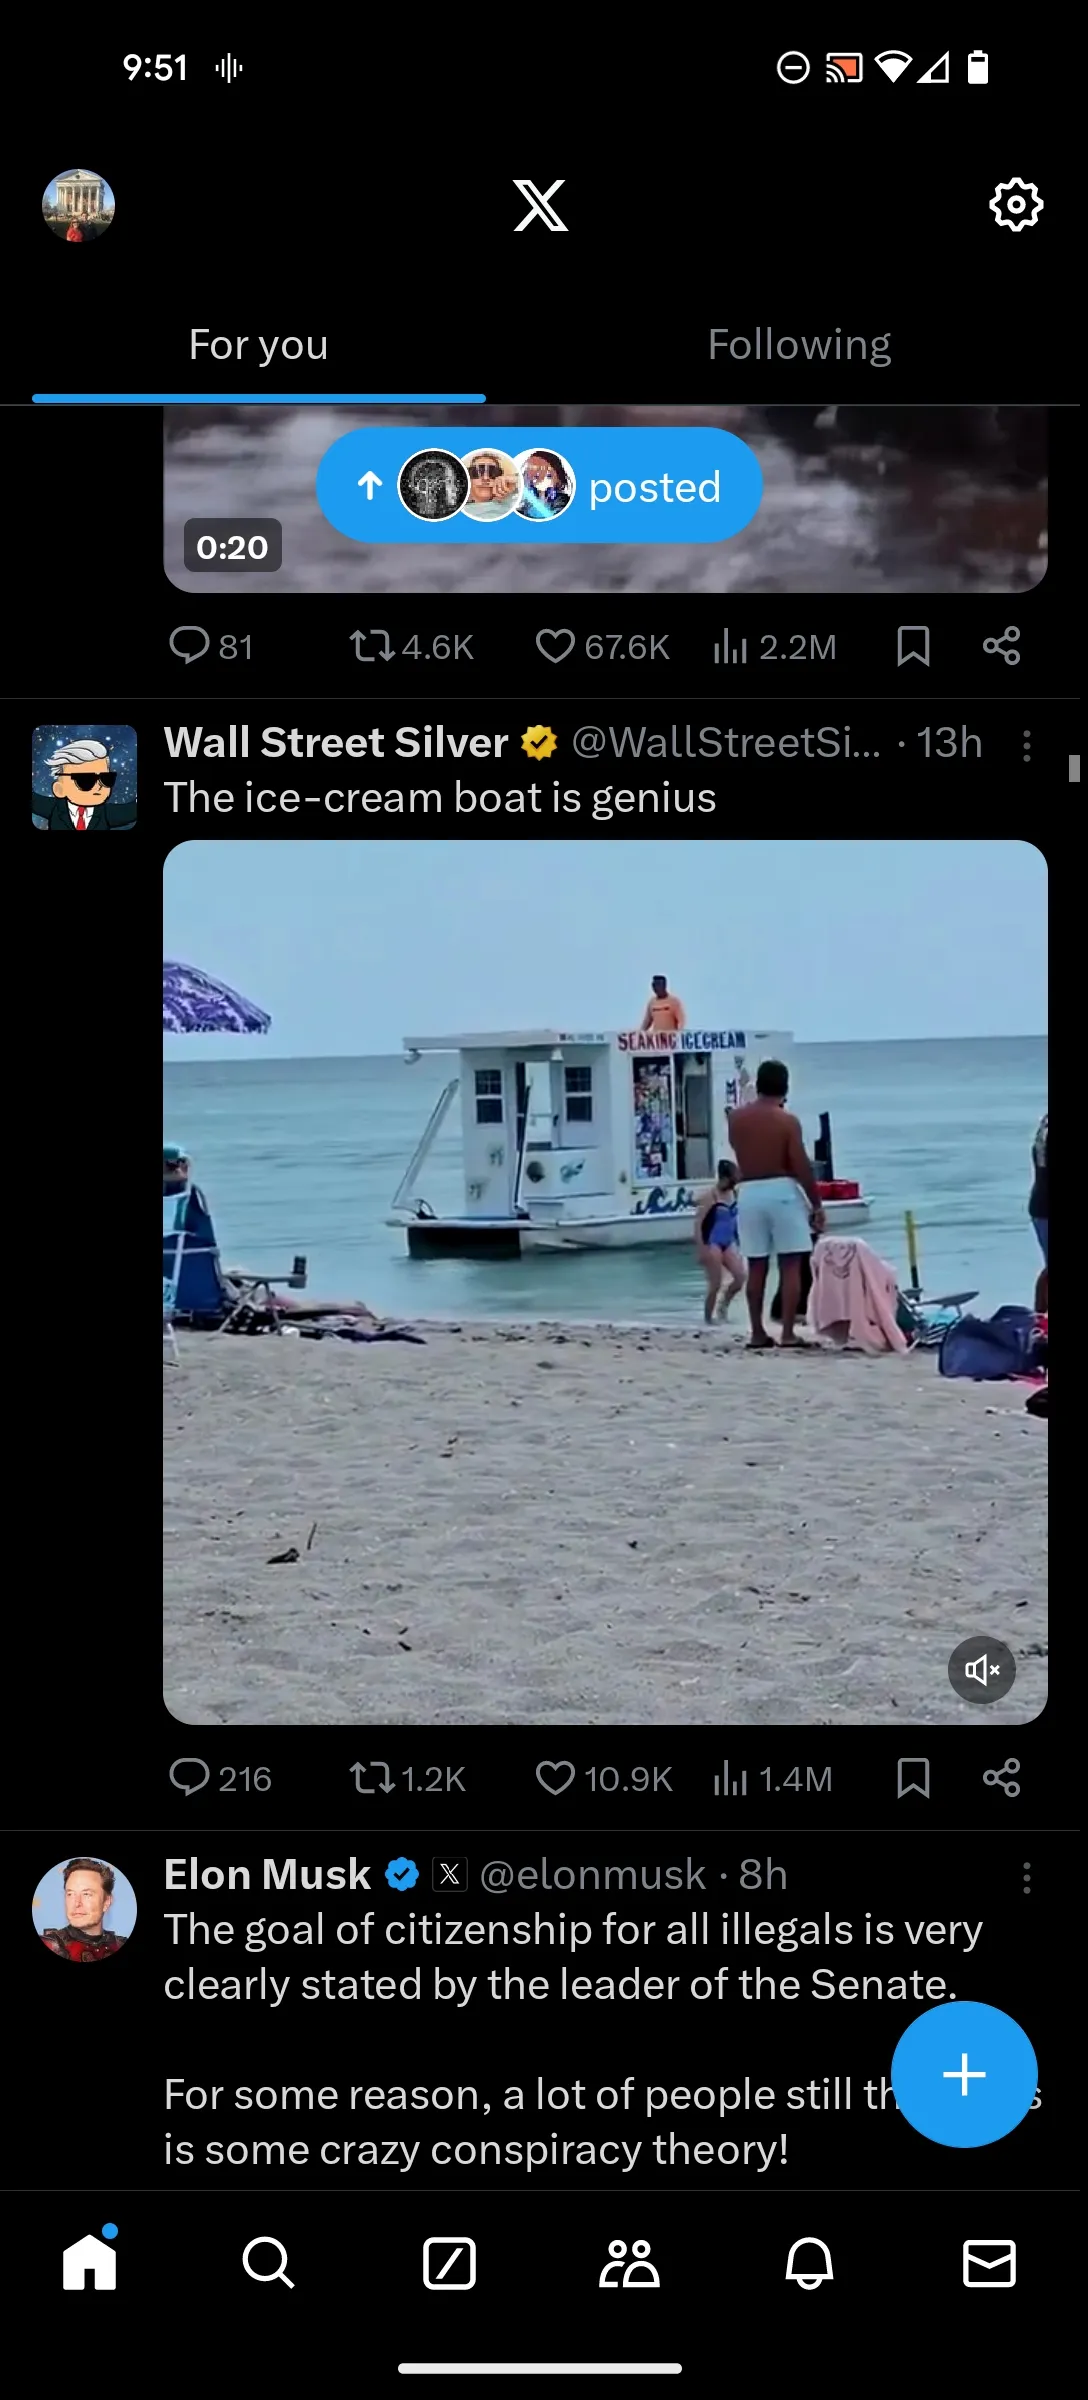 9:51
For you
Following
posted
0:20
81 4.6K 67.6K 2.2M
Wall Street Silver @WallStreetSi... · 13h
The ice-cream boat is genius
SEAKING ICECREAM
216 1.2K 10.9K 1.4M
Elon Musk X @elonmusk · 8h
The goal of citizenship for all illegals is very
clearly stated by the leader of the Senate.
For some reason, a lot of people still
is some crazy conspiracy theory!